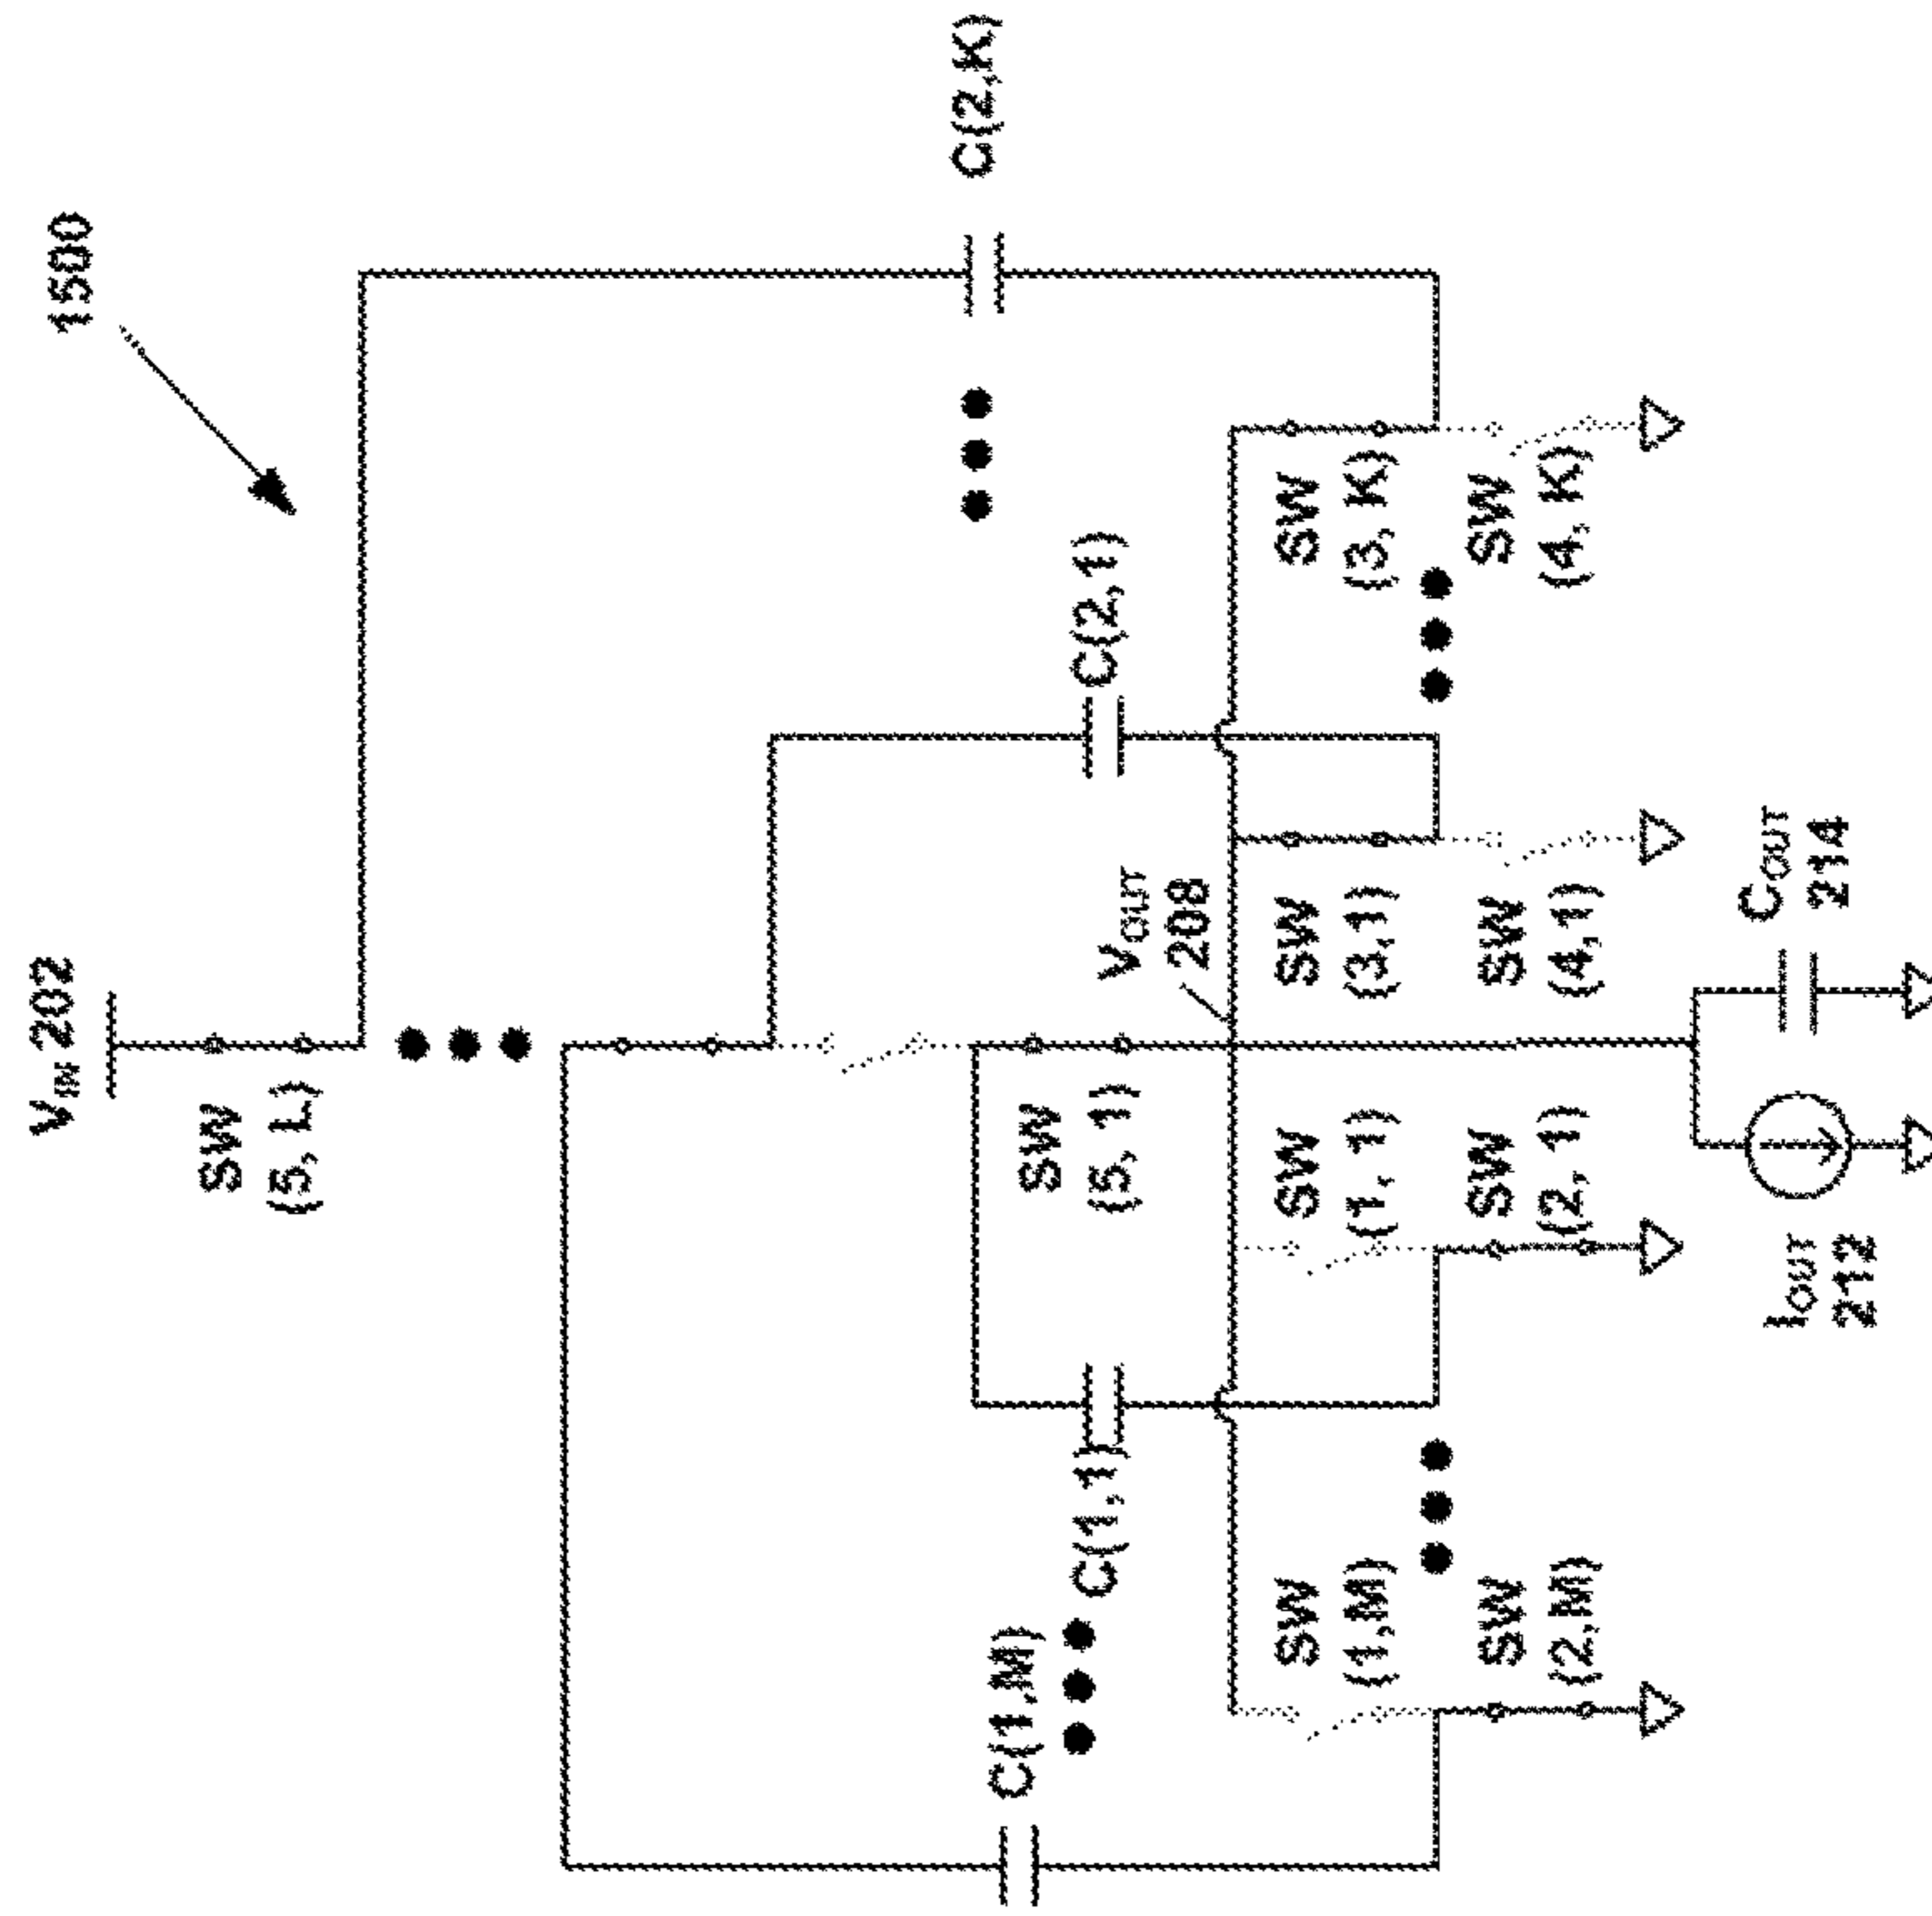 1500
V_IN 202
SW
(5, L)
C(2,K)
C(2,1)
V_OUT
208
SW
(5, 1)
C(1,M)
C(1,1)
SW
(1,M)
SW
(1, 1)
SW
(3,1)
SW
(3, K)
SW
(2,M)
SW
(2, 1)
SW
(4,1)
SW
(4, K)
I_OUT
212
C_OUT
214